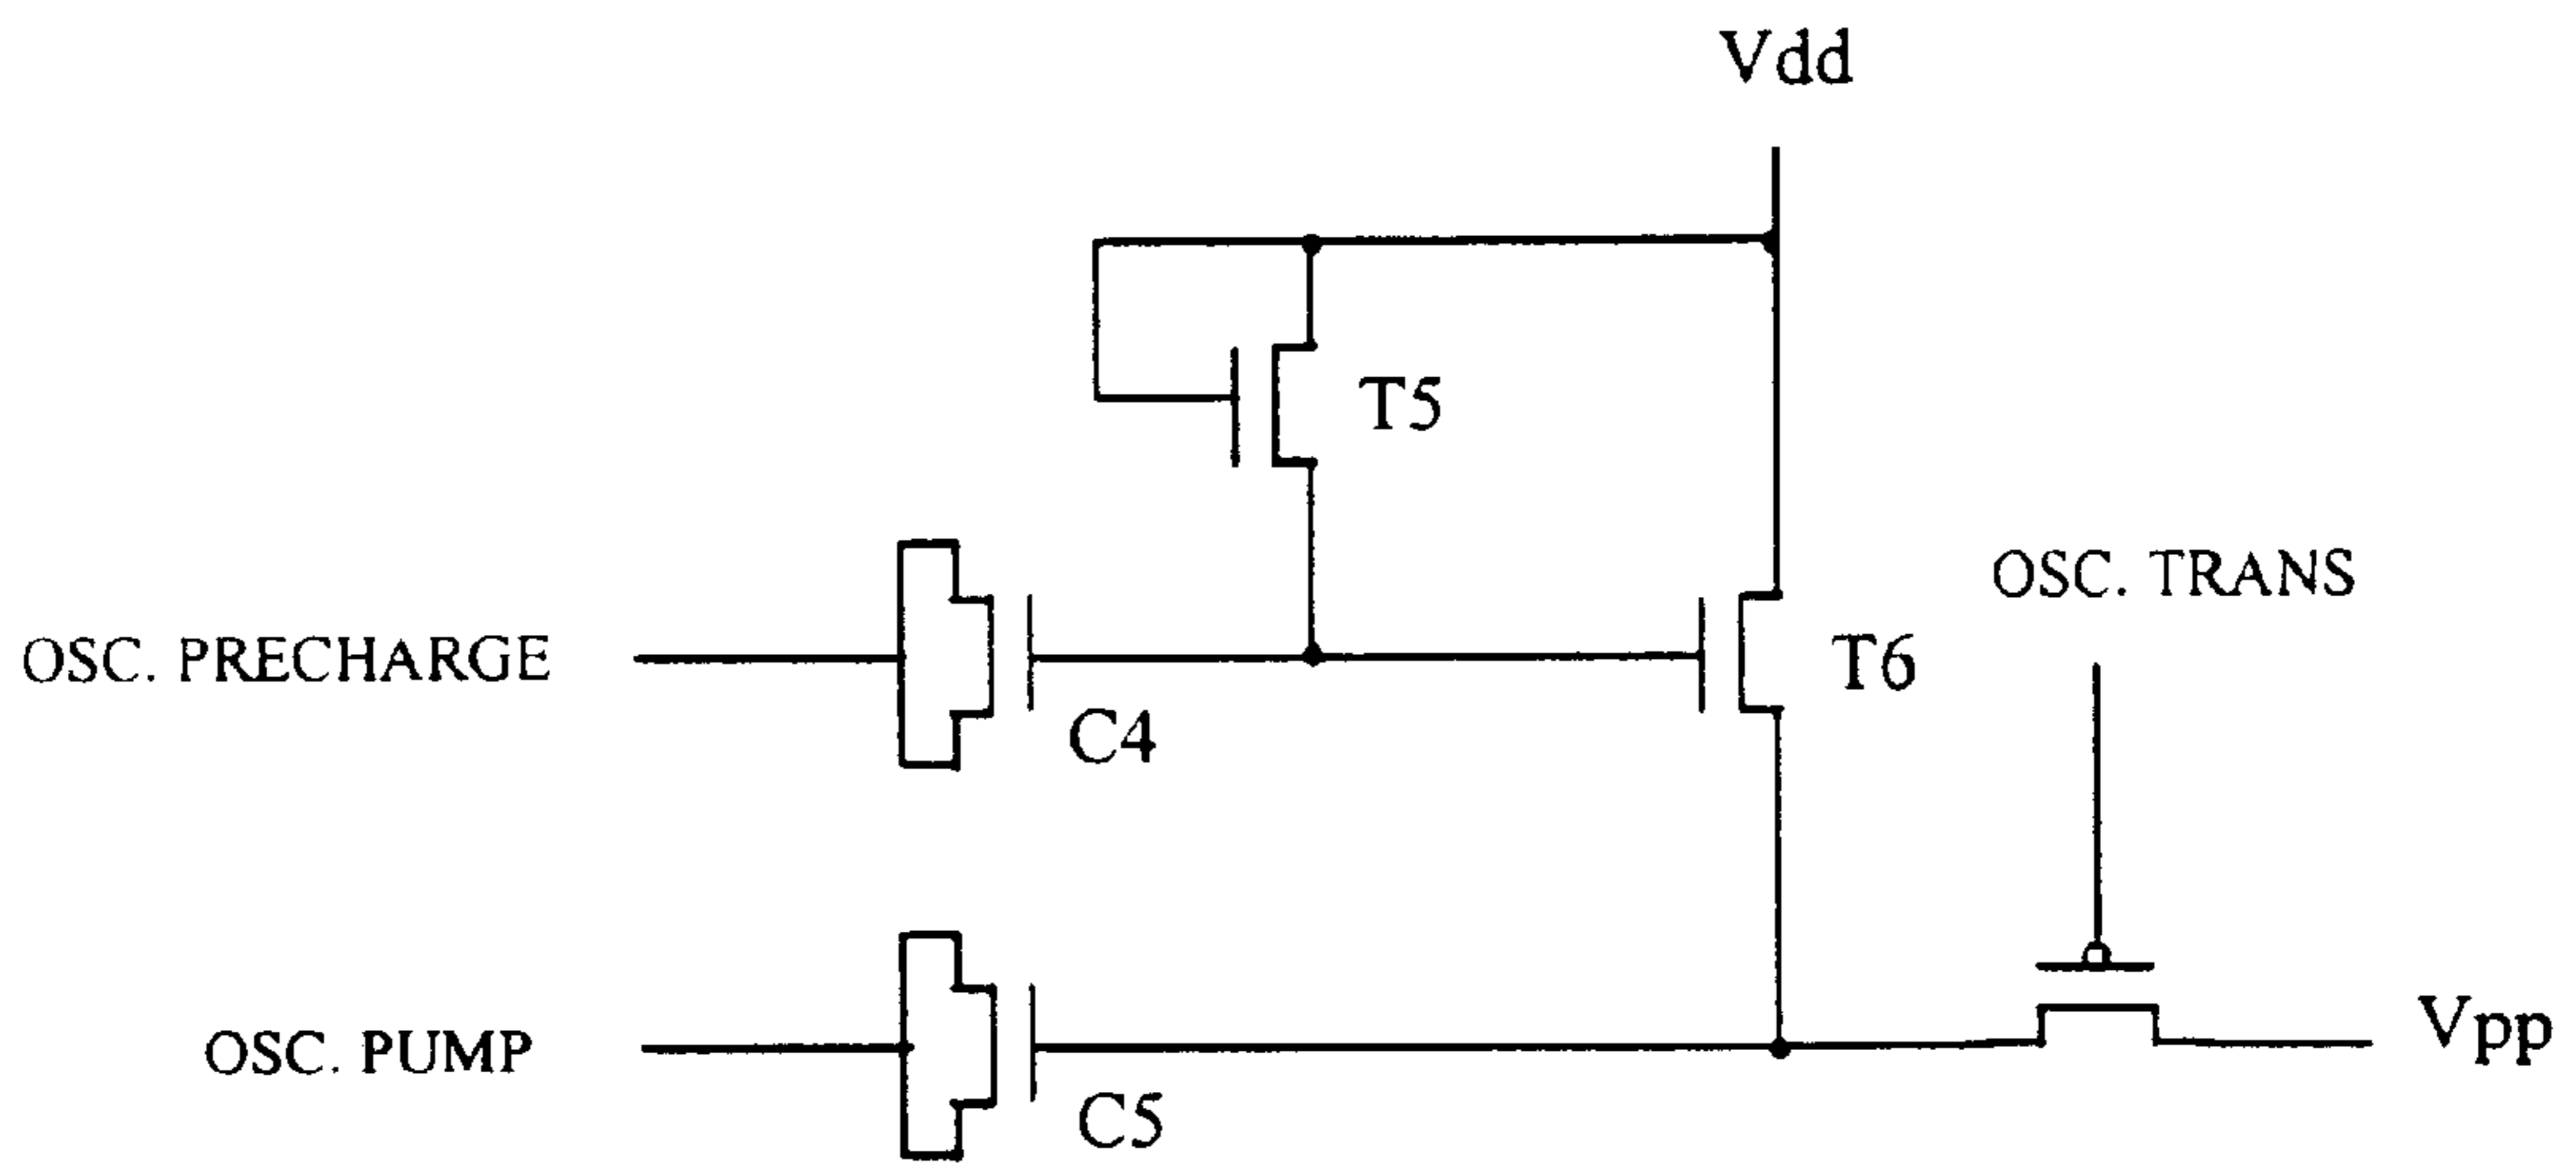 Vdd
T5
OSC. TRANS
OSC. PRECHARGE
T6
C4
Vpp
OSC. PUMP
C5